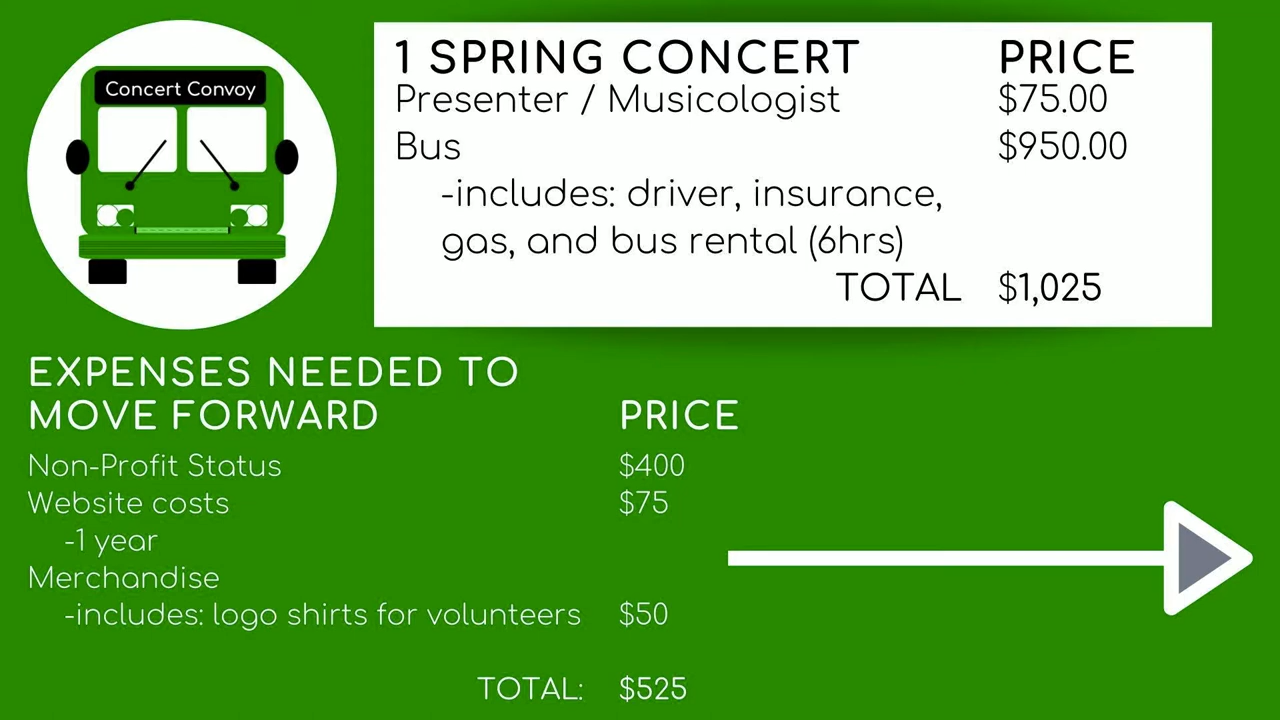 Concert Convoy
1 SPRING CONCERT PRICE
Presenter / Musicologist $75.00
Bus $950.00
-includes: driver, insurance,
gas, and bus rental (6hrs)
TOTAL $1,025
EXPENSES NEEDED TO
MOVE FORWARD PRICE
Non-Profit Status $400
Website costs $75
-1 year
Merchandise
-includes: logo shirts for volunteers $50
TOTAL: $525